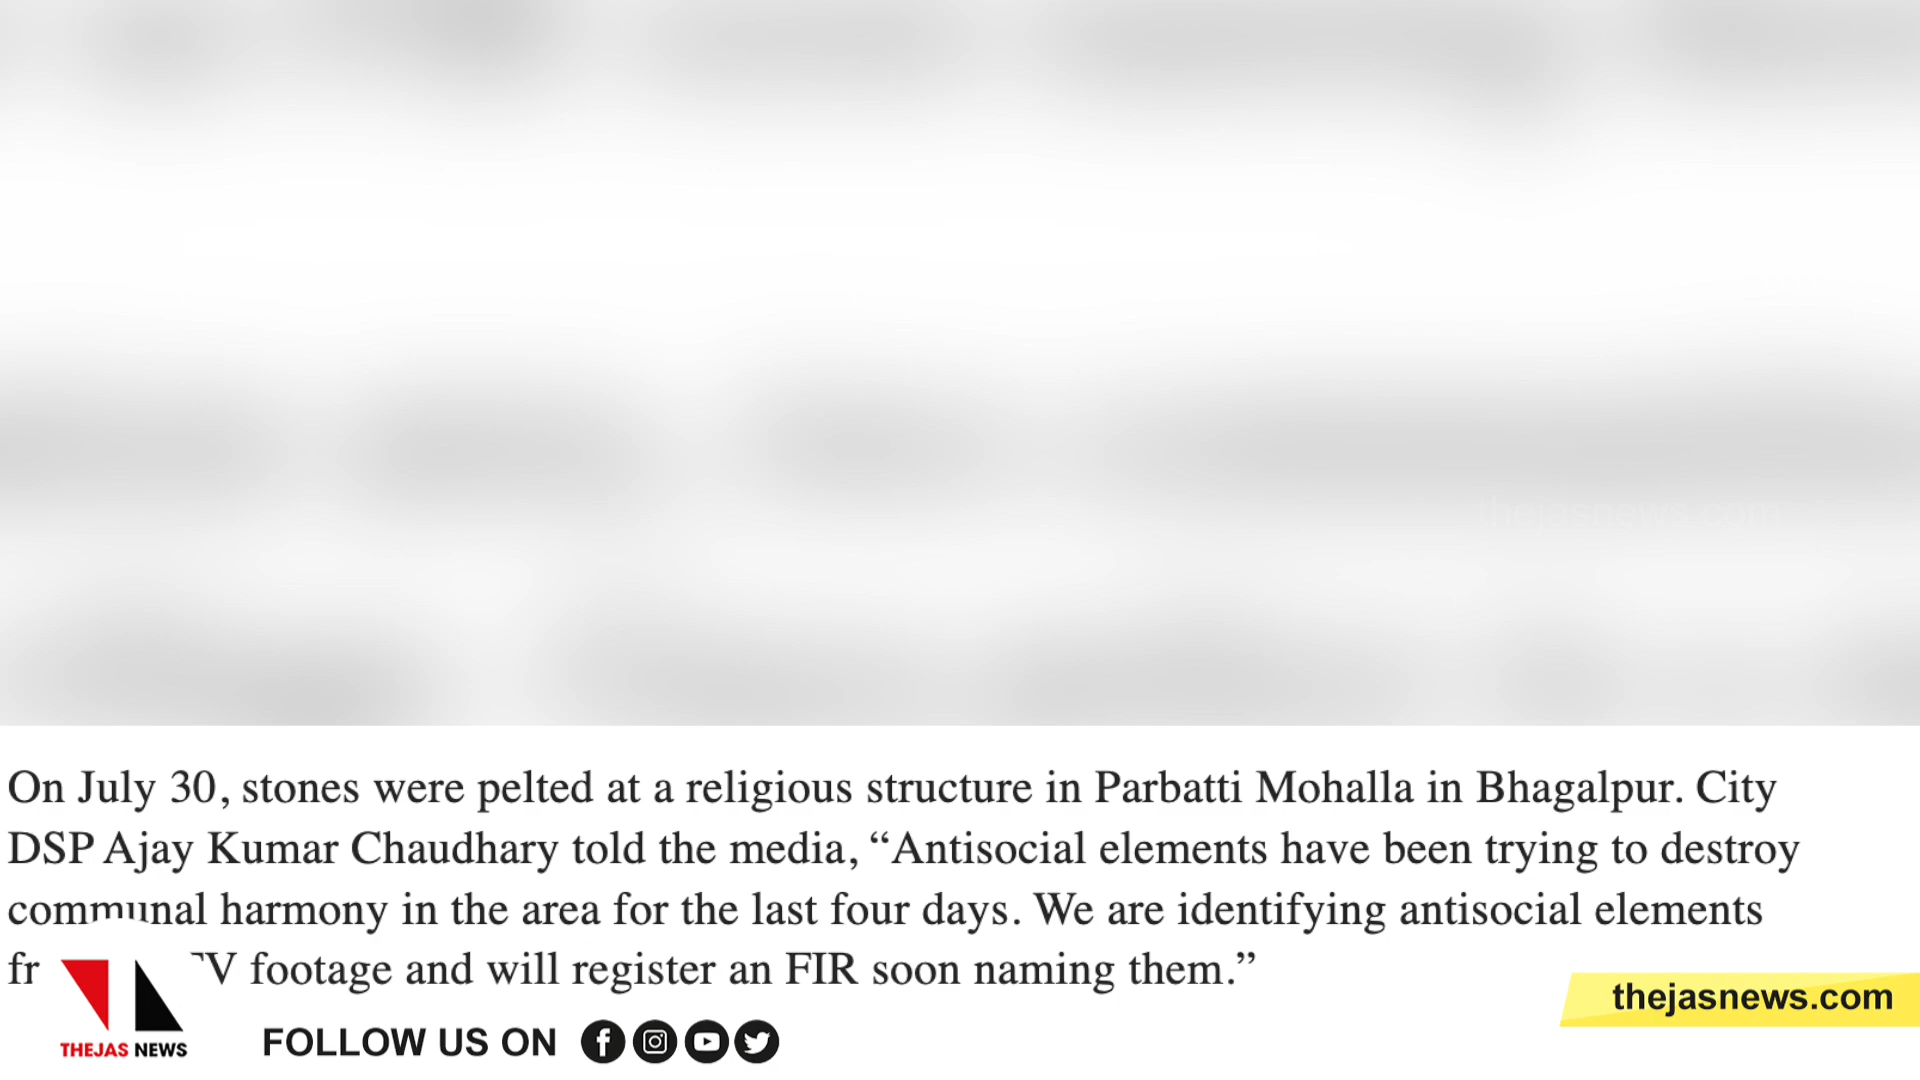 On July 30, stones were pelted at a religious structure in Parbatti Mohalla in Bhagalpur. City
DSP Ajay Kumar Chaudhary told the media, “Antisocial elements have been trying to destroy
communal harmony in the area for the last four days. We are identifying antisocial elements
fr TV footage and will register an FIR soon naming them.”
thejasnews.com
thejasnews.com
THEJAS NEWS
FOLLOW US ON